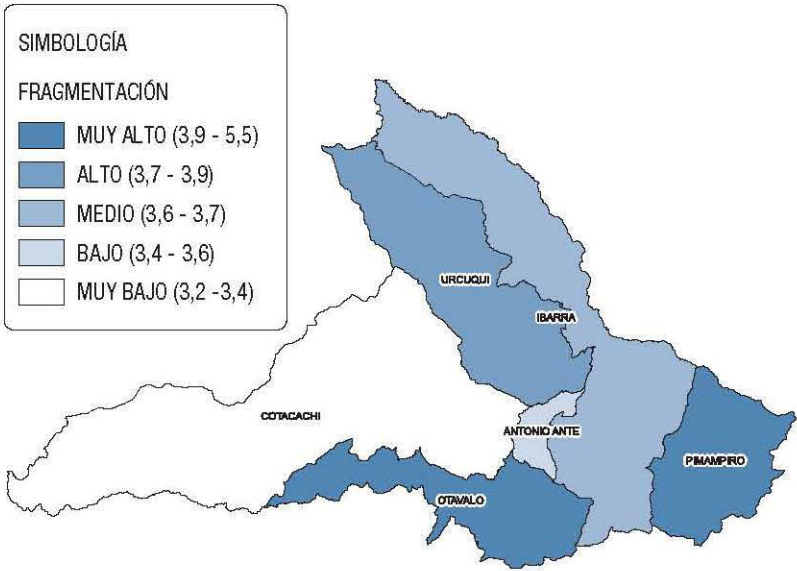 SIMBOLOGÍA
FRAGMENTACIÓN
MUY ALTO (3,9 - 5,5)
ALTO (3,7 - 3,9)
MEDIO (3,6 - 3,7)
BAJO (3,4 - 3,6)
MUY BAJO (3,2 -3,4)
URCUQUI
IBARRA
COTACACHI
ANTONIO ANTE
PIMAMPIRO
OTAVALO